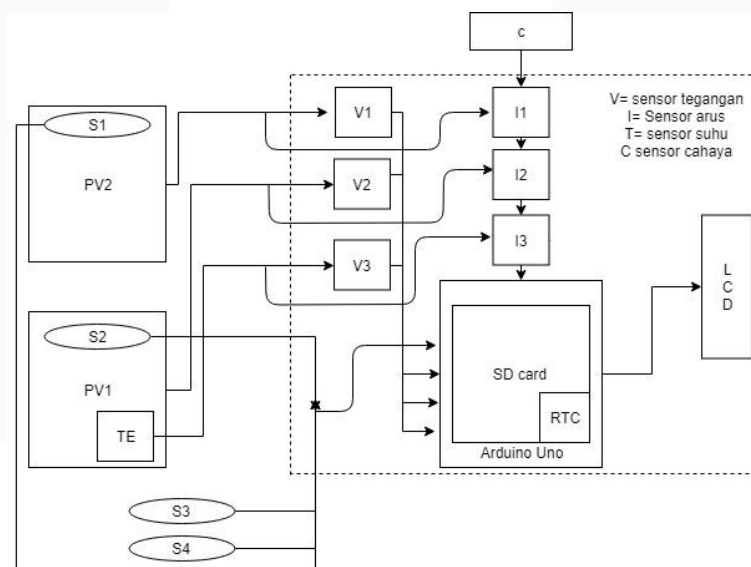 c
V= sensor tegangan
I= Sensor arus
T= sensor suhu
C sensor cahaya
S1
V1
I1
PV2
V2
I2
V3
I3
L
C
D
S2
PV1
SD card
TE
RTC
Arduino Uno
S3
S4